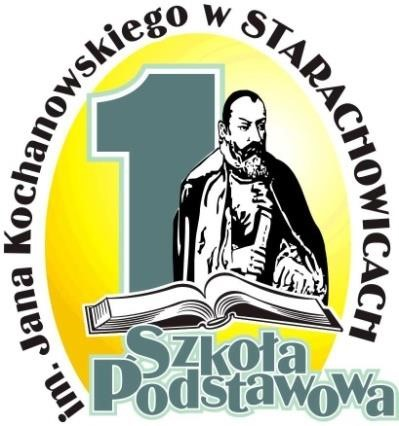 im. Jana Kochanowskiego w STARACHOWICACH
1
Szkoła
Podstawowa